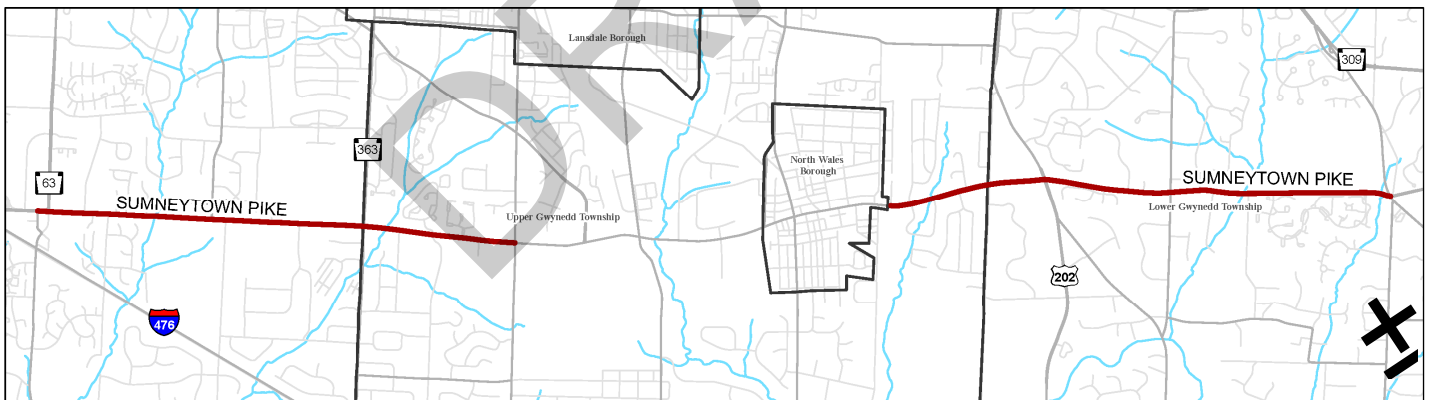 Lansdale Borough
309
363
North Wales
Borough
63
SUMNEYTOWN PIKE
SUMNEYTOWN PIKE
Upper Gwynedd Township
Lower Gwynedd Township
202
476